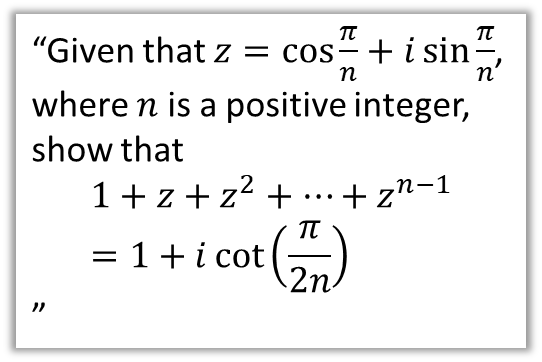 “Given that z = cos π/n + i sin π/n,
where n is a positive integer,
show that
1 + z + z² + ⋯ + zⁿ⁻¹
= 1 + i cot(π/2n)
”